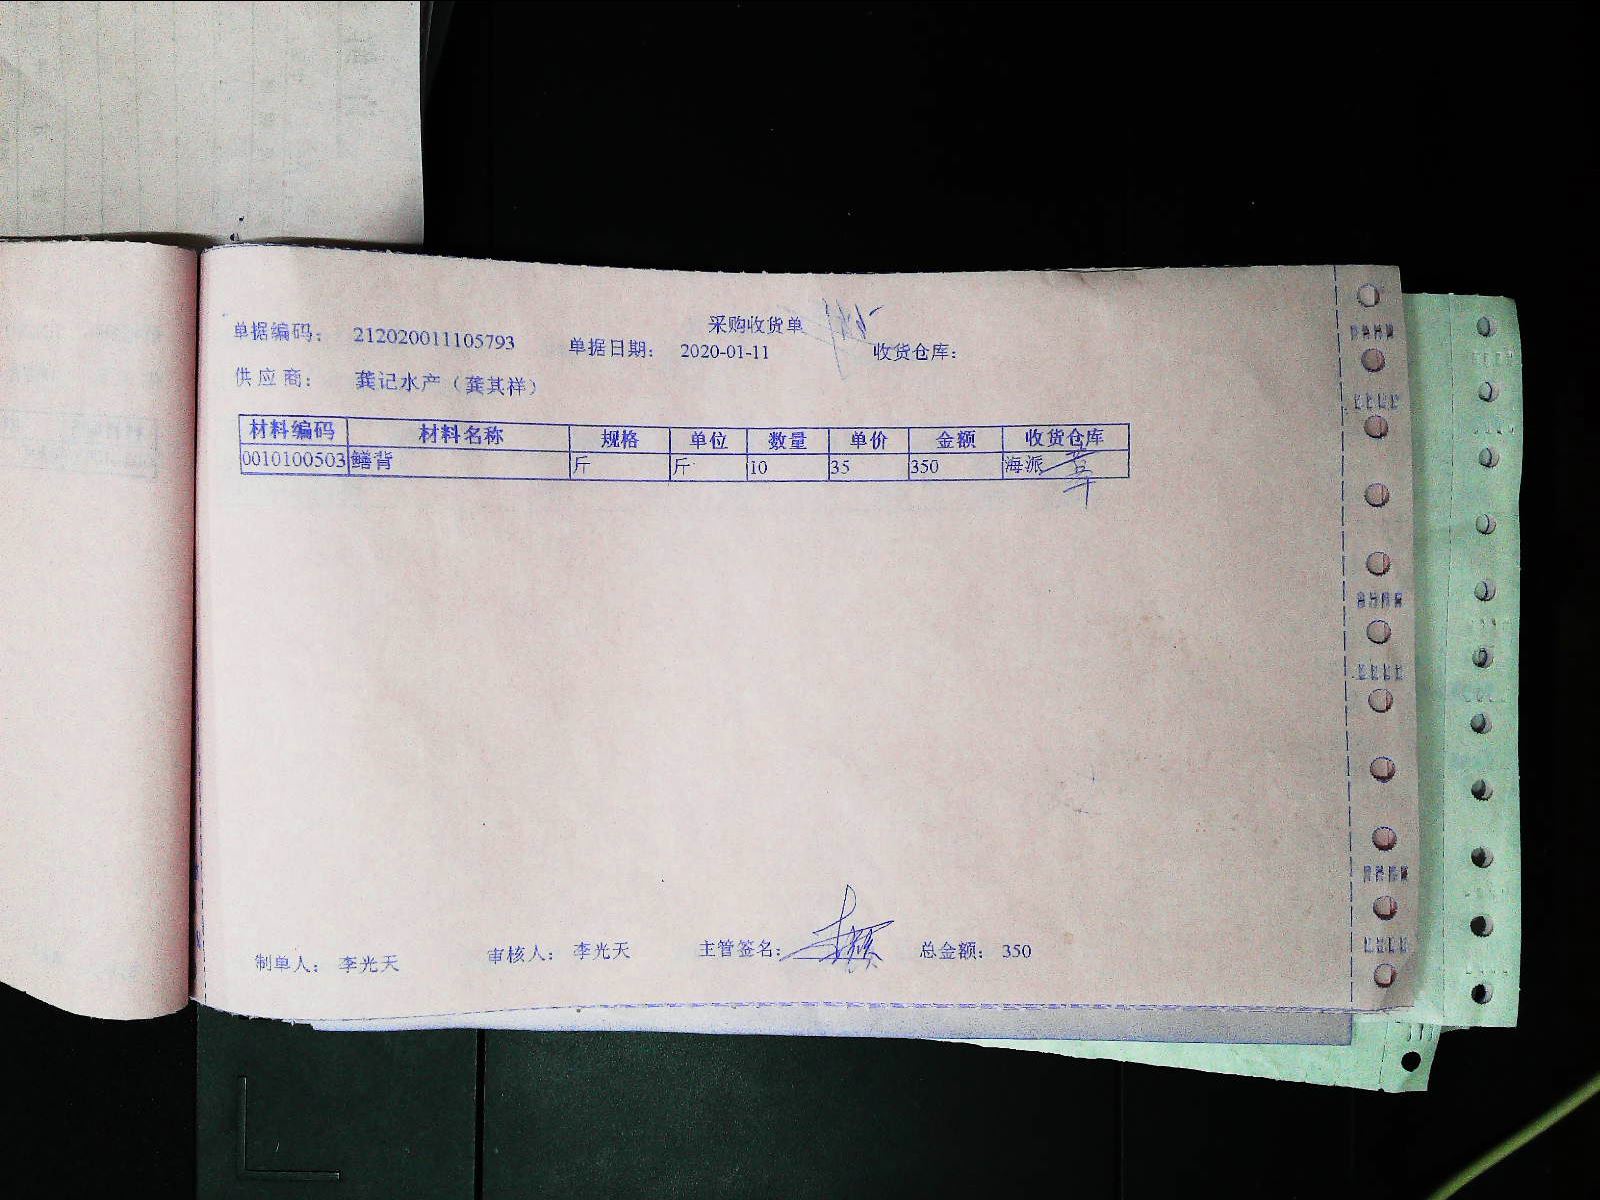 采购收货单
单据编码： 212020011105793 单据日期： 2020-01-11 收货仓库：
供应商： 龚记水产（龚其祥）
材料编码 材料名称 规格 单位 数量 单价 金额 收货仓库
0010100503 鳝背 斤 斤 10 35 350 海派
制单人： 李光天 审核人： 李光天 主管签名： 总金额： 350